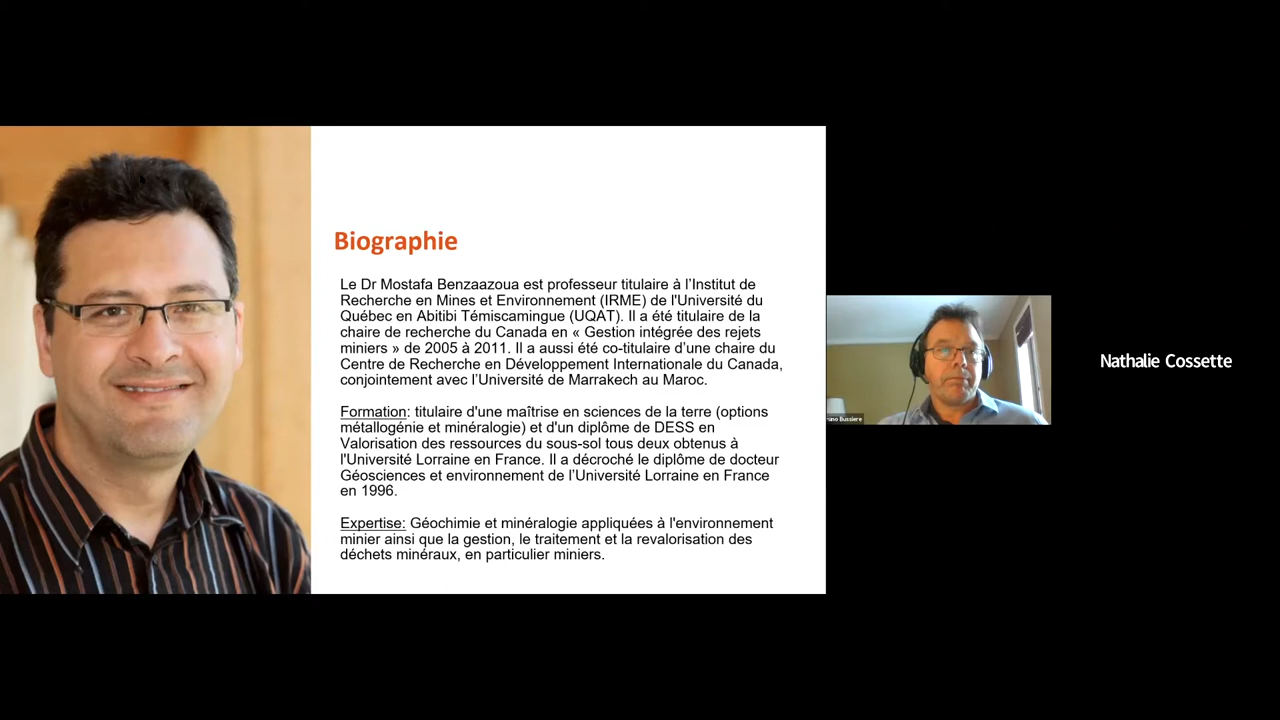 Biographie
Le Dr Mostafa Benzaazoua est professeur titulaire à l'Institut de
Recherche en Mines et Environnement (IRME) de l'Université du
Québec en Abitibi Témiscamingue (UQAT). Il a été titulaire de la
chaire de recherche du Canada en « Gestion intégrée des rejets
miniers » de 2005 à 2011. Il a aussi été co-titulaire d'une chaire du
Centre de Recherche en Développement Internationale du Canada,
conjointement avec l'Université de Marrakech au Maroc.
Formation: titulaire d'une maîtrise en sciences de la terre (options
métallogénie et minéralogie) et d'un diplôme de DESS en
Valorisation des ressources du sous-sol tous deux obtenus à
l'Université Lorraine en France. Il a décroché le diplôme de docteur
Géosciences et environnement de l'Université Lorraine en France
en 1996.
Expertise: Géochimie et minéralogie appliquées à l'environnement
minier ainsi que la gestion, le traitement et la revalorisation des
déchets minéraux, en particulier miniers.
runo Bussiere
Nathalie Cossette